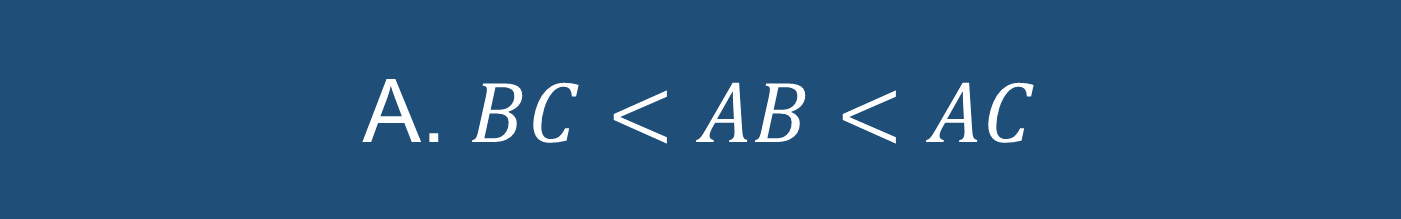 A. BC < AB < AC